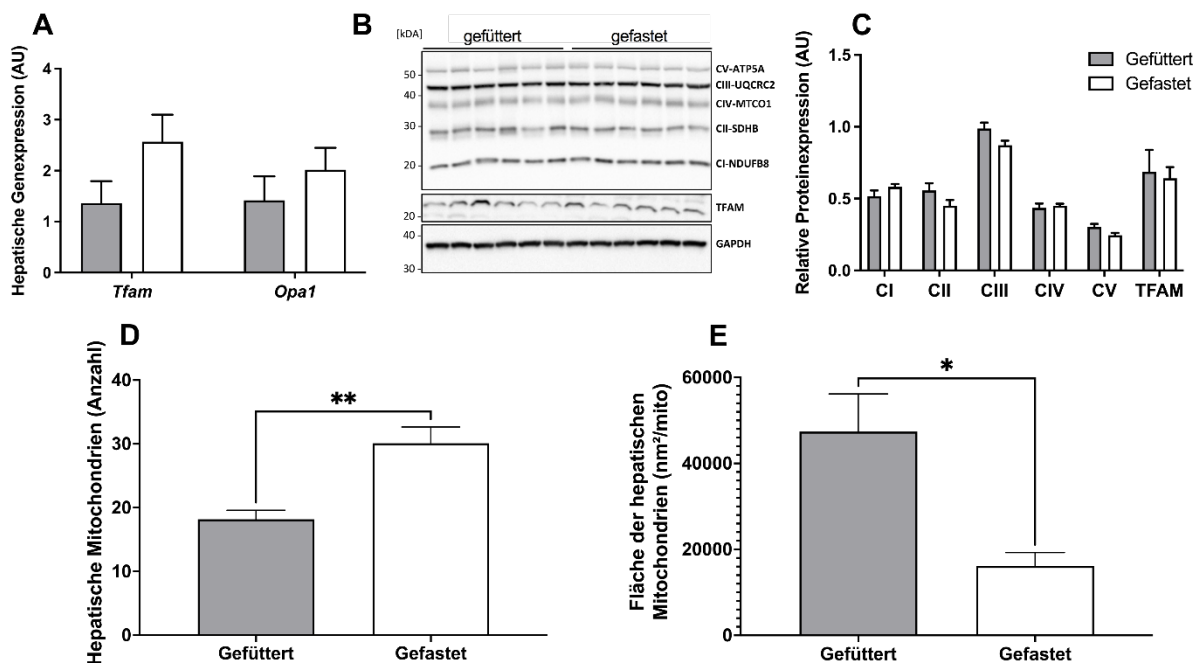 A
Hepatische Genexpression (AU)
4
3
2
1
0
Tfam
Opa1
B
[kDA]
gefüttert
gefastet
50
40
30
20
CV-ATP5A
CIII-UQCRC2
CIV-MTCO1
CII-SDHB
CI-NDUFB8
20
TFAM
40
30
GAPDH
C
Relative Proteinexpression (AU)
1.5
1.0
0.5
0.0
CI
CII
CIII
CIV
CV
TFAM
Gefüttert
Gefastet
D
Hepatische Mitochondrien (Anzahl)
40
30
20
10
0
**
Gefüttert
Gefastet
E
Fläche der hepatischen
Mitochondrien (nm²/mito)
60000
40000
20000
0
*
Gefüttert
Gefastet